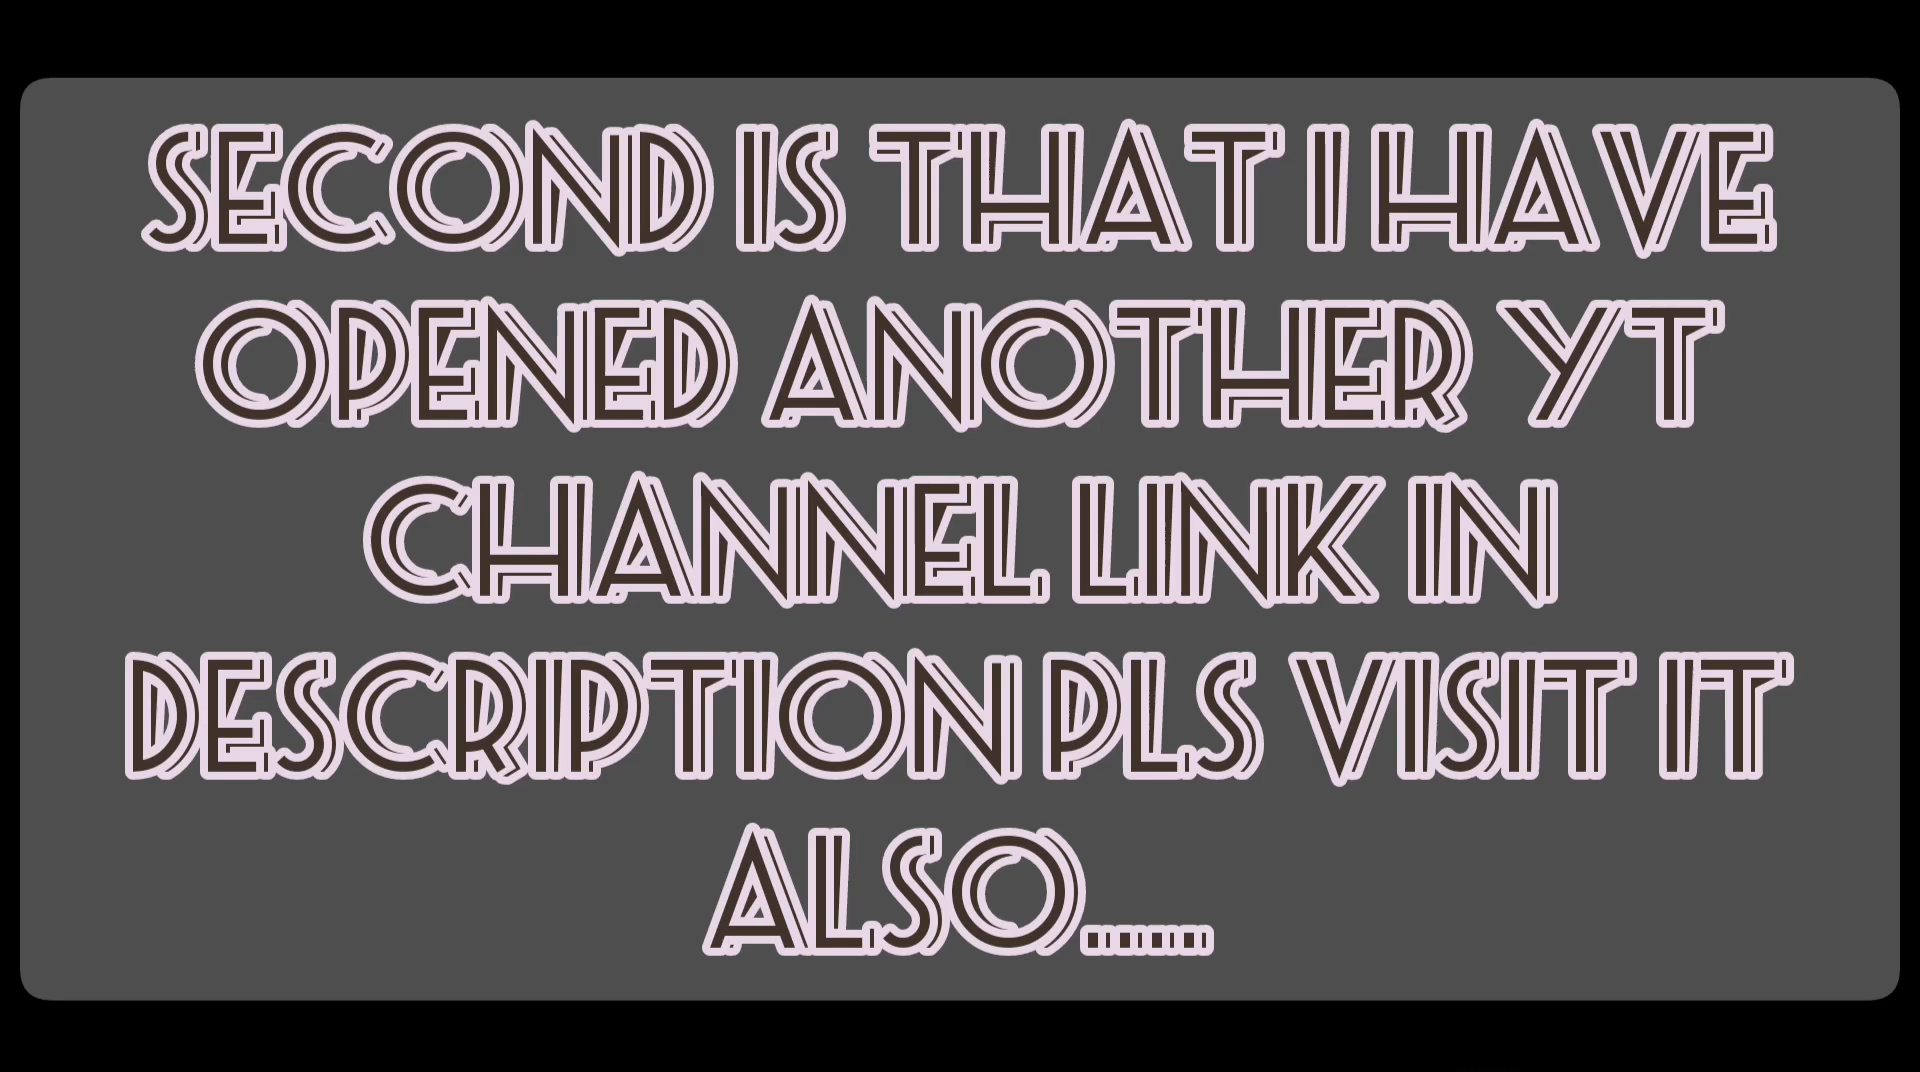 SECOND IS THAT I HAVE
OPENED ANOTHER YT
CHANNEL LINK IN
DESCRIPTION PLS VISIT IT
ALSO......